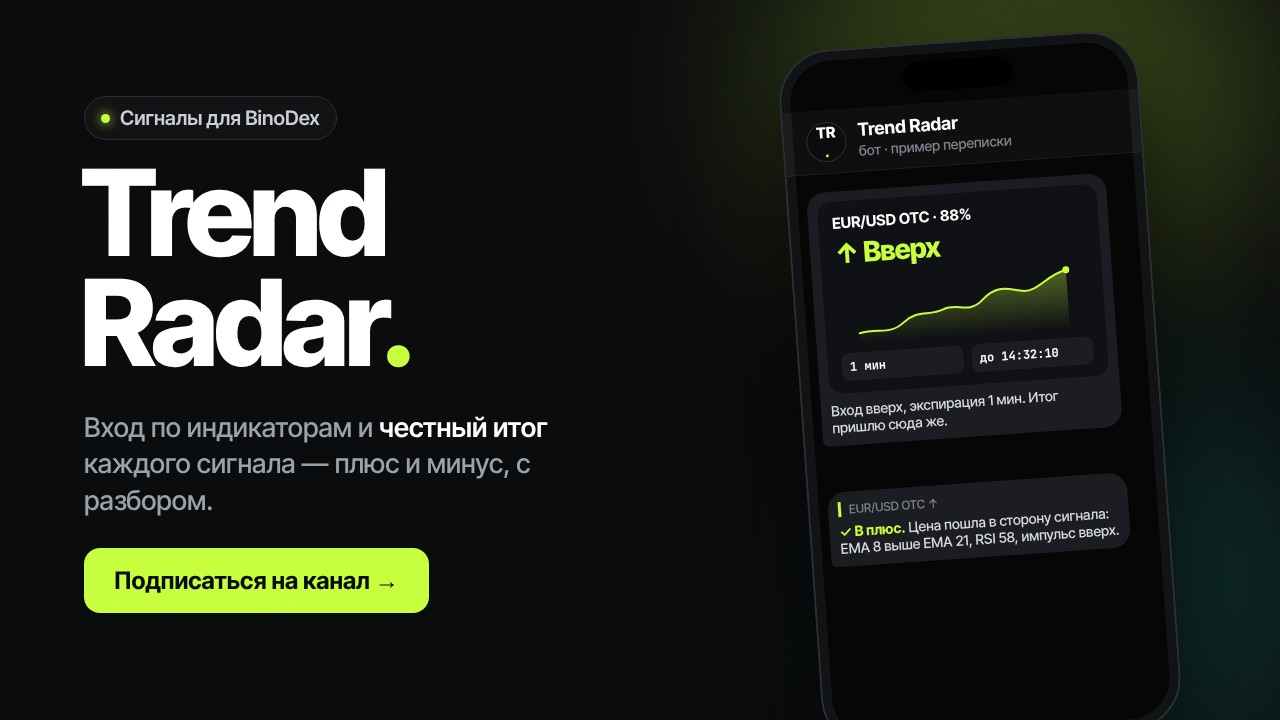 Сигналы для BinoDex
Trend
Radar.
Вход по индикаторам и честный итог
каждого сигнала — плюс и минус, с
разбором.
Подписаться на канал →
TR
Trend Radar
бот · пример переписки
EUR/USD OTC · 88%
↑ Вверх
1 мин
до 14:32:10
Вход вверх, экспирация 1 мин. Итог
пришлю сюда же.
EUR/USD OTC ↑
✓ В плюс. Цена пошла в сторону сигнала:
EMA 8 выше EMA 21, RSI 58, импульс вверх.